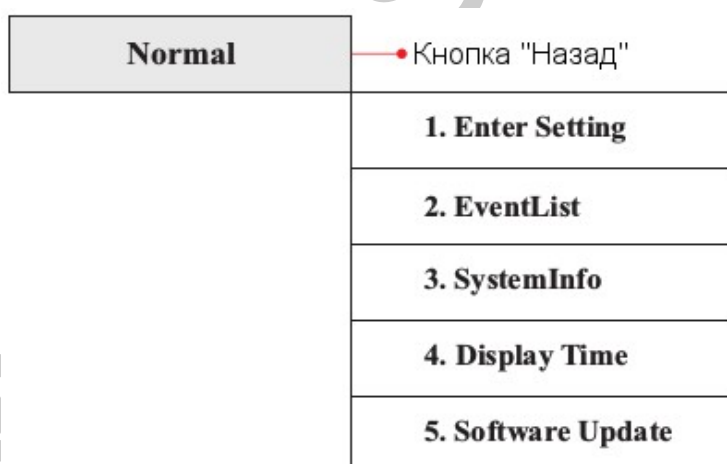 Normal
Кнопка "Назад"
1. Enter Setting
2. EventList
3. SystemInfo
4. Display Time
5. Software Update